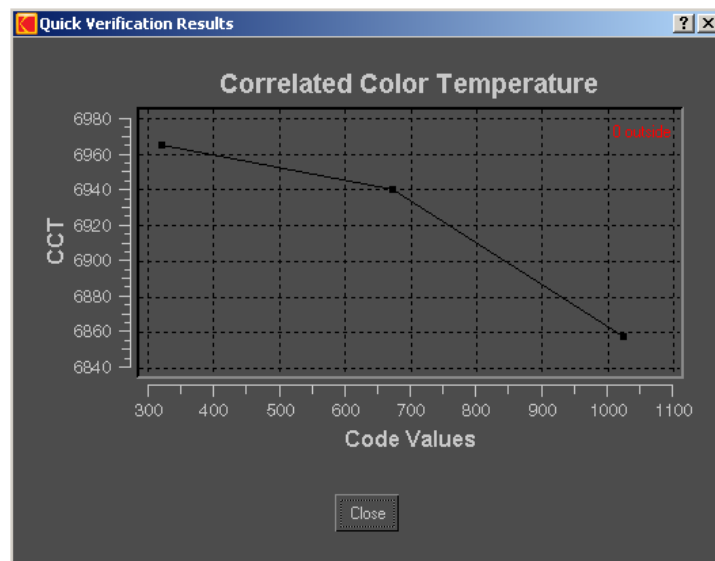 Quick Verification Results
Correlated Color Temperature
outside
6980
6960
6940
6920
6900
6880
6860
6840
CCT
300 400 500 600 700 800 900 1000 1100
Code Values
Close